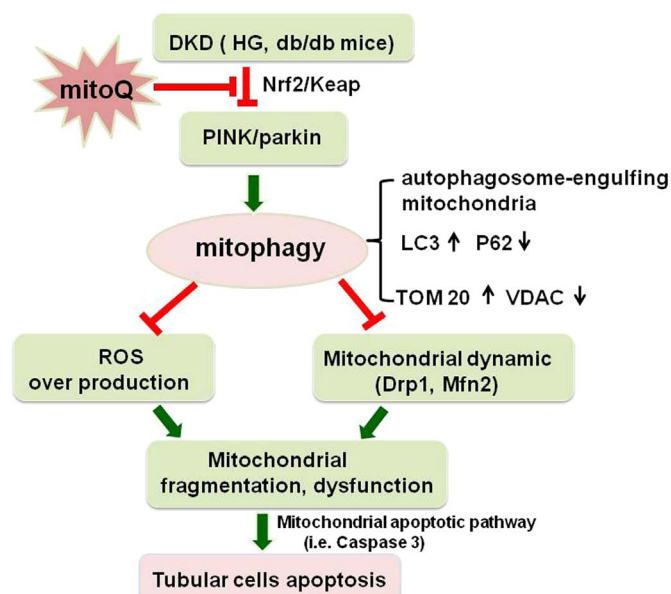 DKD ( HG, db/db mice)
mitoQ
Nrf2/Keap
PINK/parkin
mitophagy
autophagosome-engulfing
mitochondria
LC3 ↑ P62 ↓
TOM 20 ↑ VDAC ↓
ROS
over production
Mitochondrial dynamic
(Drp1, Mfn2)
Mitochondrial
fragmentation, dysfunction
Mitochondrial apoptotic pathway
(i.e. Caspase 3)
Tubular cells apoptosis